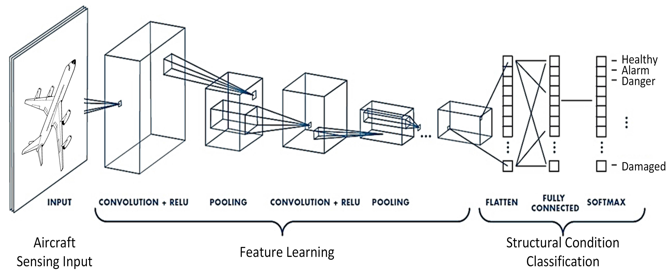 Healthy
Alarm
Danger
Damaged
INPUT
CONVOLUTION + RELU
POOLING
CONVOLUTION + RELU
POOLING
FLATTEN
FULLY
CONNECTED
SOFTMAX
Aircraft
Sensing Input
Feature Learning
Structural Condition
Classification